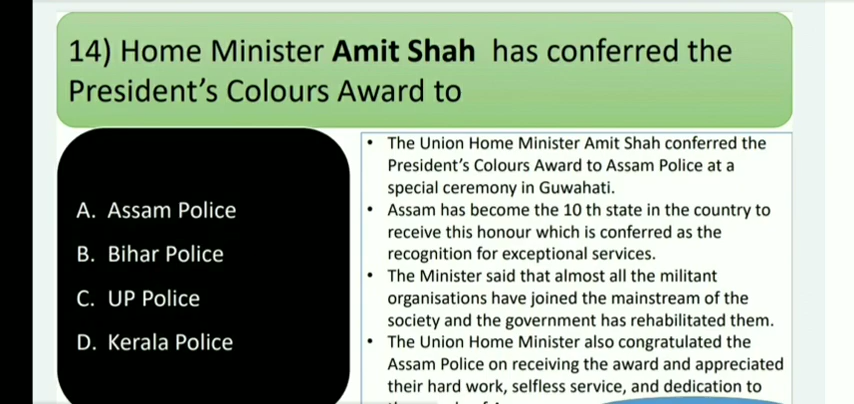 14) Home Minister Amit Shah has conferred the
President's Colours Award to
A. Assam Police
B. Bihar Police
C. UP Police
D. Kerala Police
• The Union Home Minister Amit Shah conferred the
President's Colours Award to Assam Police at a
special ceremony in Guwahati.
• Assam has become the 10 th state in the country to
receive this honour which is conferred as the
recognition for exceptional services.
• The Minister said that almost all the militant
organisations have joined the mainstream of the
society and the government has rehabilitated them.
• The Union Home Minister also congratulated the
Assam Police on receiving the award and appreciated
their hard work, selfless service, and dedication to